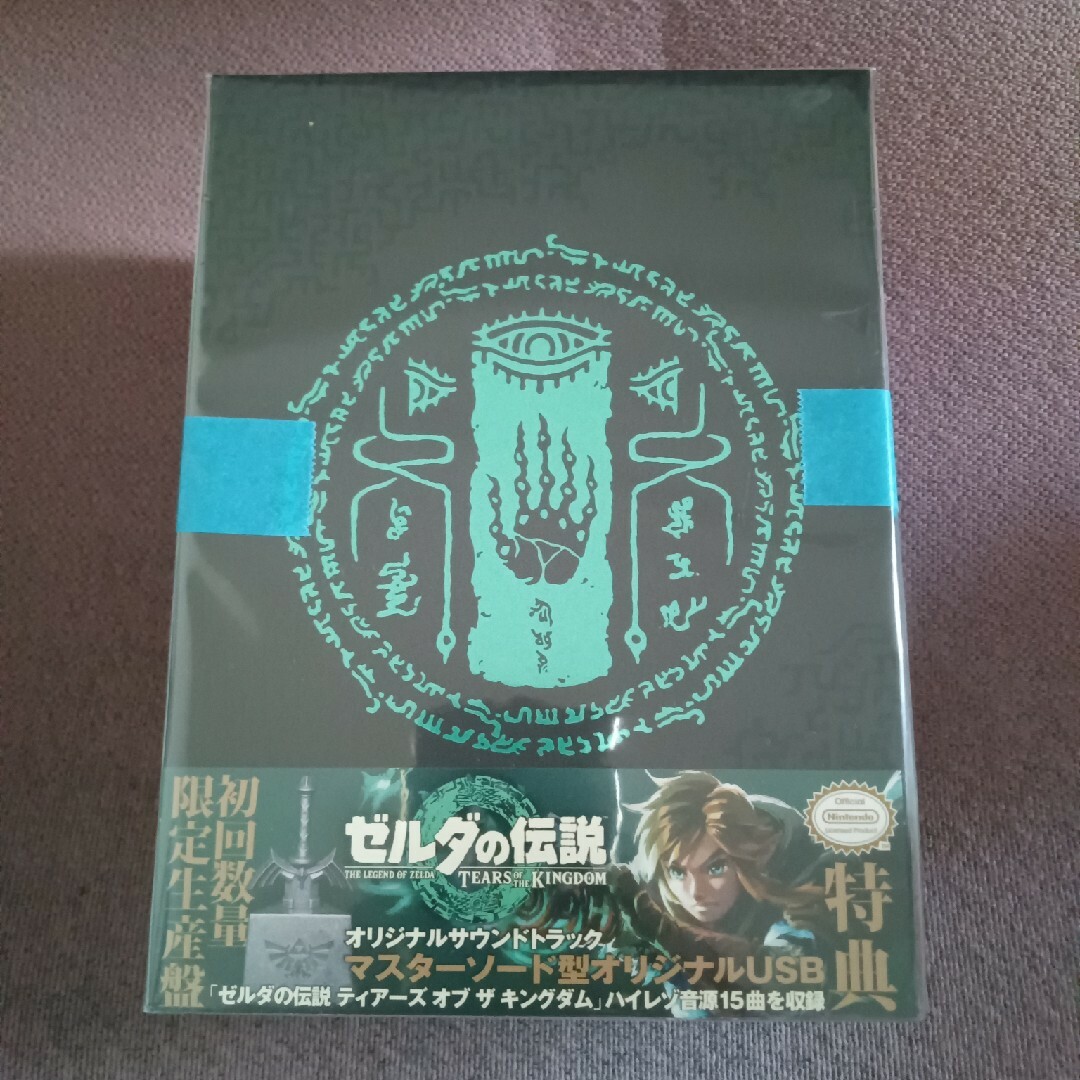 初回数量
限定生産盤
ゼルダの伝説
THE LEGEND OF ZELDA
TEARS OF THE KINGDOM
オリジナルサウンドトラック
マスターソード型オリジナルUSB
「ゼルダの伝説 ティアーズ オブ ザ キングダム」ハイレゾ音源15曲を収録
Official
Nintendo
Licensed Product
特典